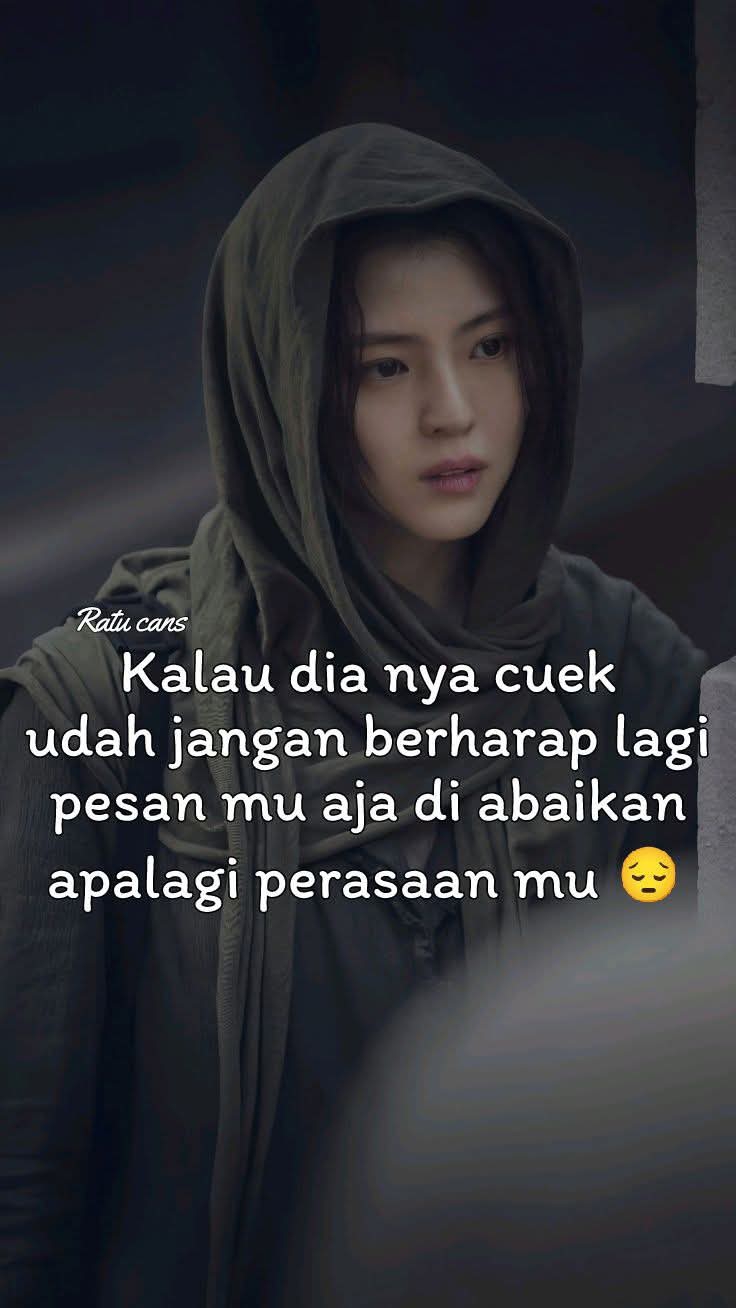 Ratu cans
Kalau dia nya cuek
udah jangan berharap lagi
pesan mu aja di abaikan
apalagi perasaan mu 😔